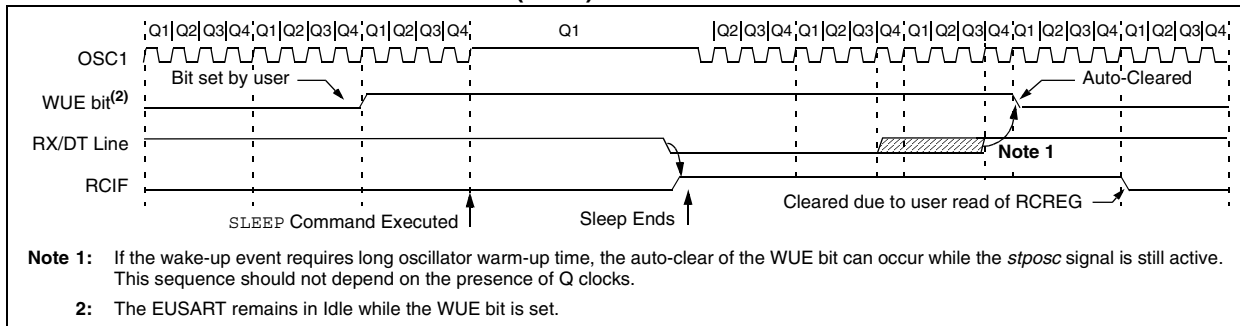 Q1 Q2 Q3 Q4 Q1 Q2 Q3 Q4 Q1 Q2 Q3 Q4 Q1 Q2 Q3 Q4 Q1 Q2 Q3 Q4 Q1 Q2 Q3 Q4 Q1 Q2 Q3 Q4 Q1 Q2 Q3 Q4
OSC1
Bit set by user
Auto-Cleared
WUE bit(2)
RX/DT Line
Note 1
RCIF
Cleared due to user read of RCREG
SLEEP Command Executed
Sleep Ends
Note 1: If the wake-up event requires long oscillator warm-up time, the auto-clear of the WUE bit can occur while the stposc signal is still active.
This sequence should not depend on the presence of Q clocks.
2: The EUSART remains in Idle while the WUE bit is set.